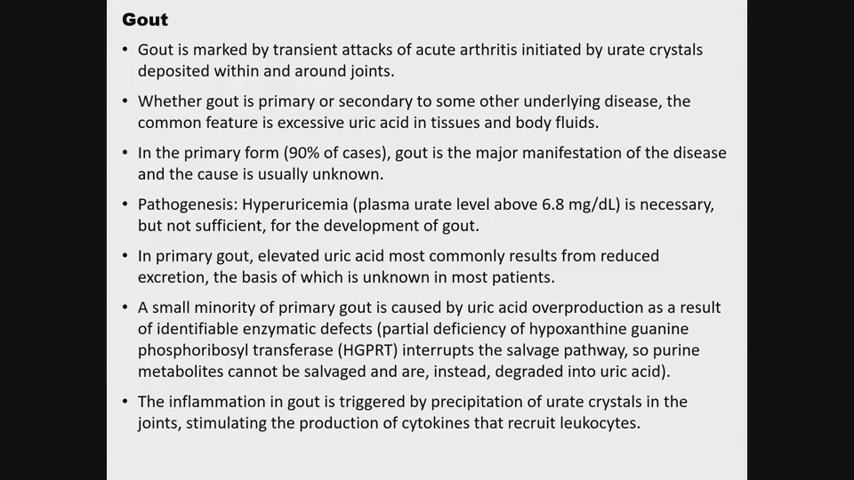 Gout
• Gout is marked by transient attacks of acute arthritis initiated by urate crystals
deposited within and around joints.
• Whether gout is primary or secondary to some other underlying disease, the
common feature is excessive uric acid in tissues and body fluids.
• In the primary form (90% of cases), gout is the major manifestation of the disease
and the cause is usually unknown.
• Pathogenesis: Hyperuricemia (plasma urate level above 6.8 mg/dL) is necessary,
but not sufficient, for the development of gout.
• In primary gout, elevated uric acid most commonly results from reduced
excretion, the basis of which is unknown in most patients.
• A small minority of primary gout is caused by uric acid overproduction as a result
of identifiable enzymatic defects (partial deficiency of hypoxanthine guanine
phosphoribosyl transferase (HGPRT) interrupts the salvage pathway, so purine
metabolites cannot be salvaged and are, instead, degraded into uric acid).
• The inflammation in gout is triggered by precipitation of urate crystals in the
joints, stimulating the production of cytokines that recruit leukocytes.